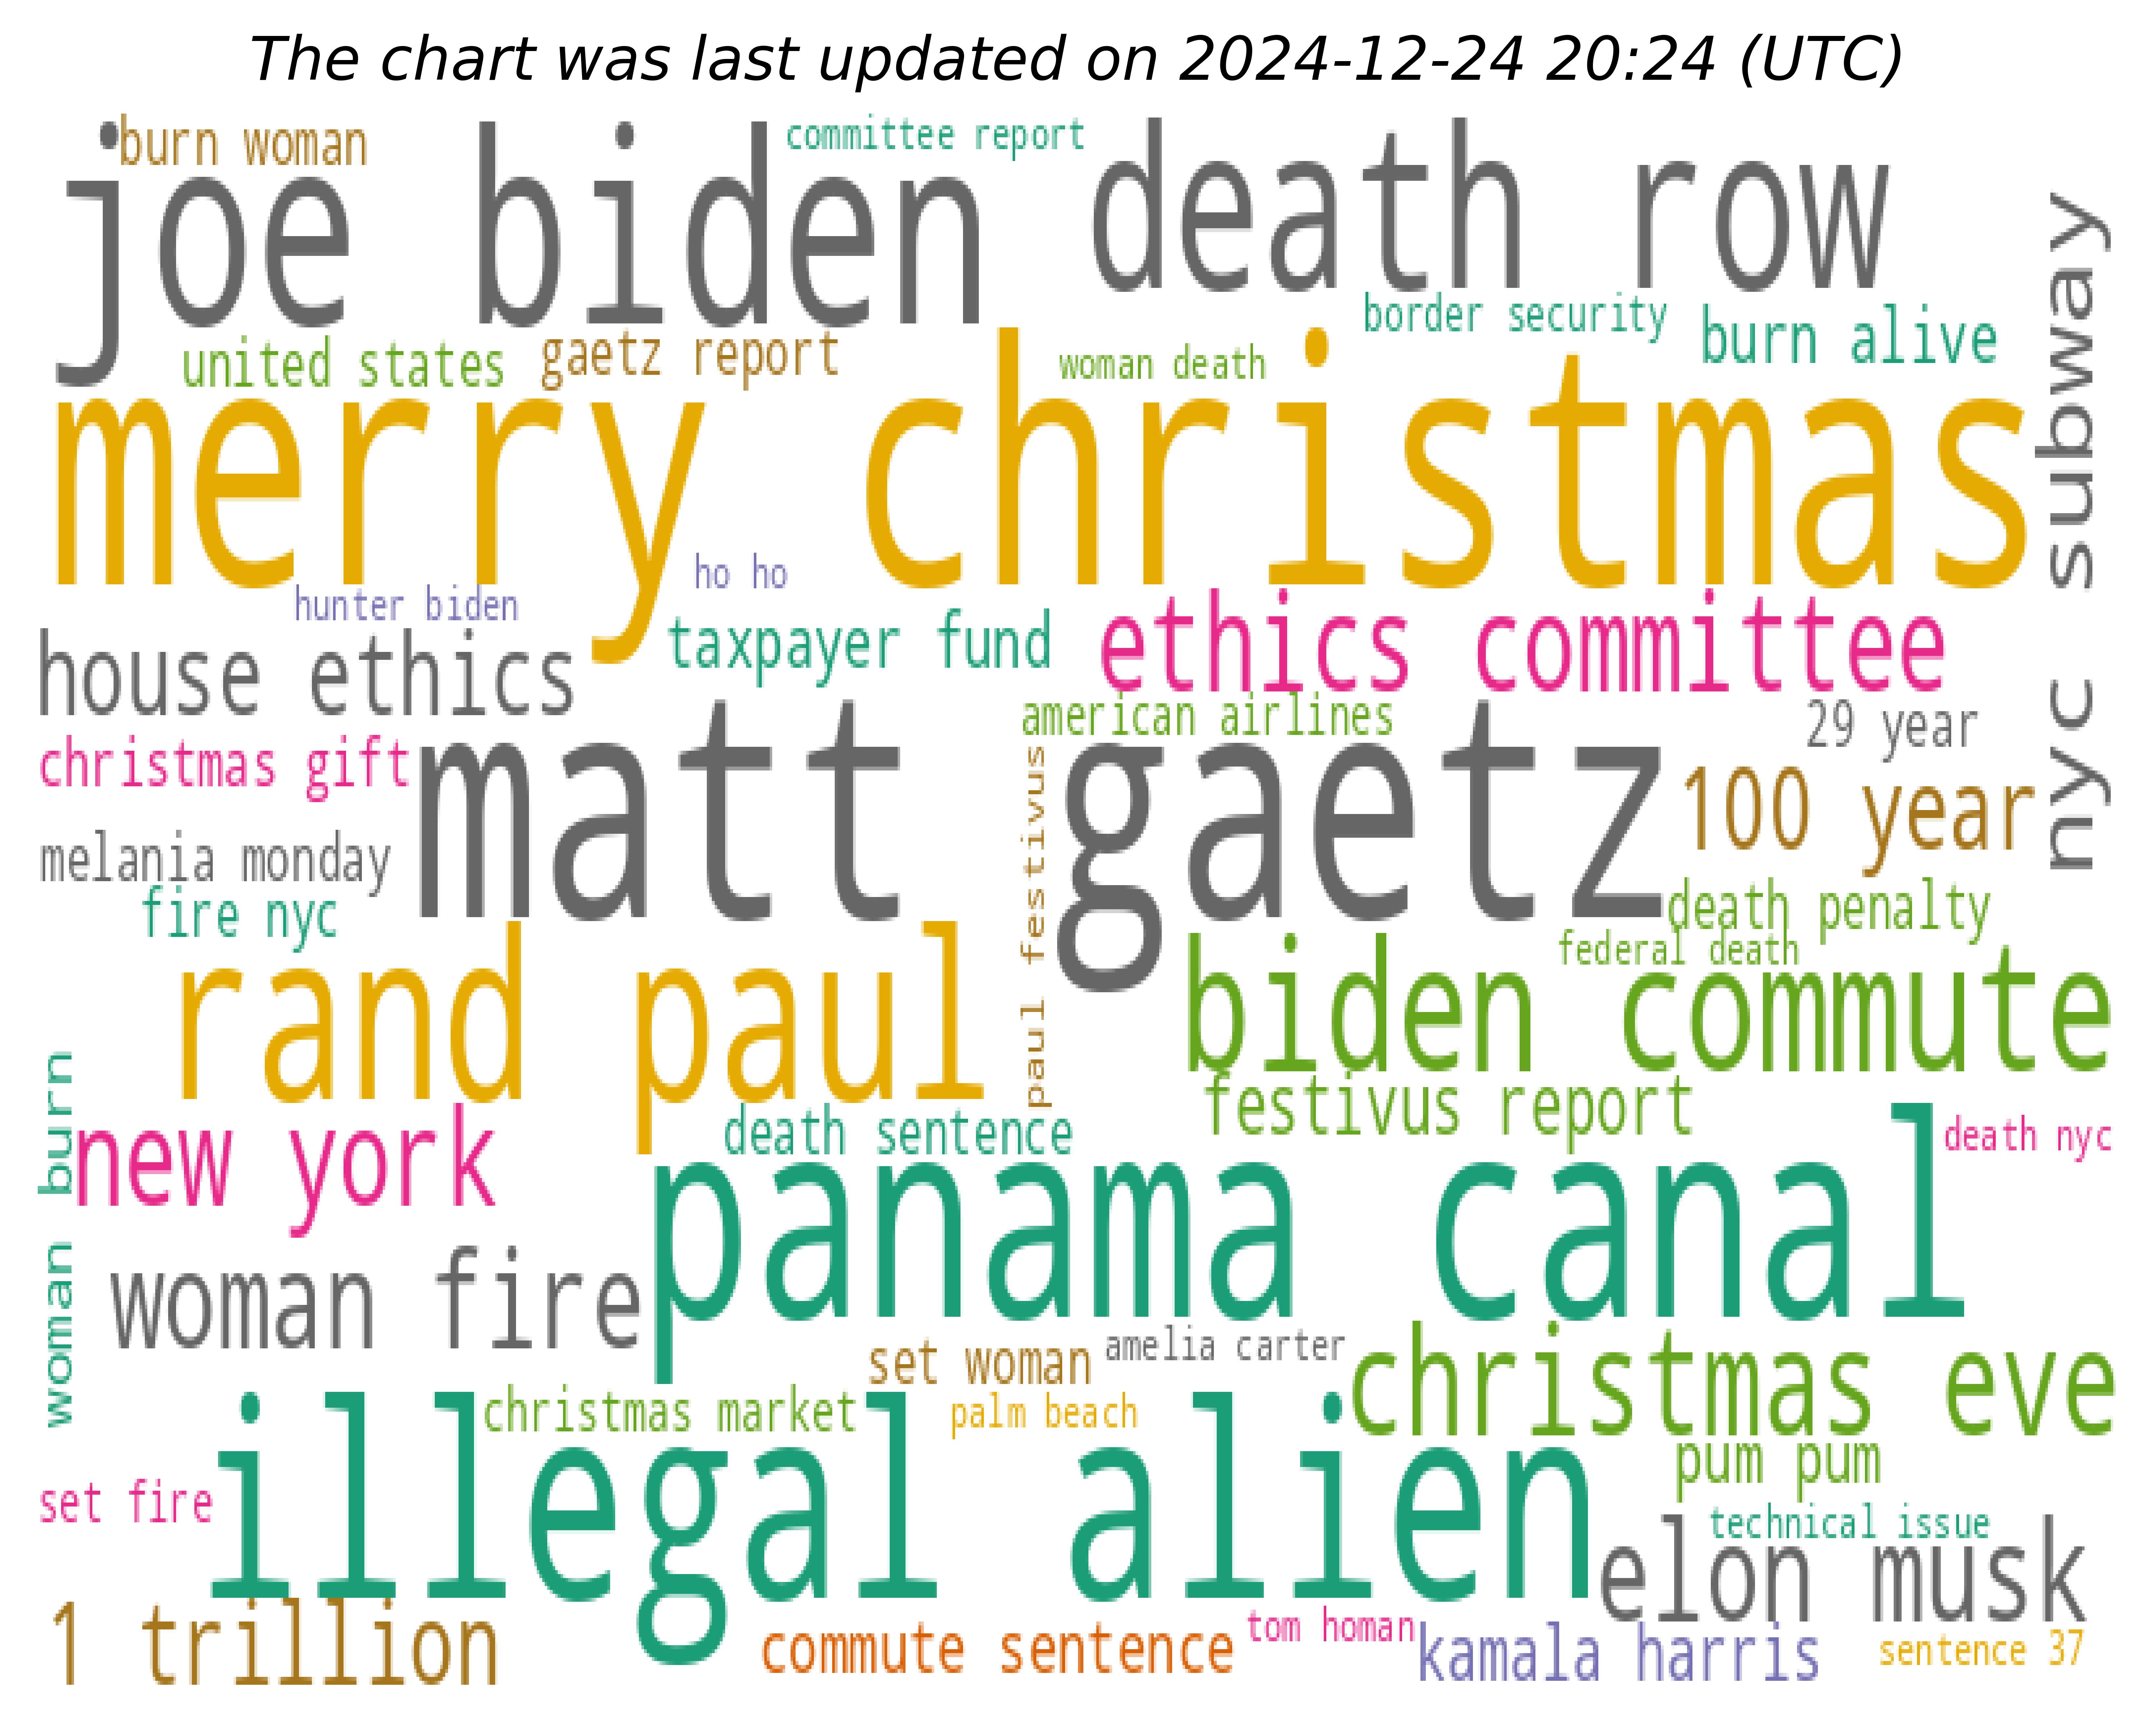 The chart was last updated on 2024-12-24 20:24 (UTC)
burn woman
joe biden
committee report
death row
nyc subway
border security
burn alive
united states
gaetz report
woman death
merry christmas
ho ho
hunter biden
house ethics
taxpayer fund
ethics committee
american airlines
29 year
christmas gift
matt gaetz
100 year
paul festivus
melania monday
fire nyc
death penalty
federal death
rand paul
biden commute
festivus report
woman burn
new york
death sentence
death nyc
panama canal
woman fire
set woman
amelia carter
christmas eve
christmas market
palm beach
illegal alien
pum pum
set fire
technical issue
elon musk
1 trillion
commute sentence
tom homan
kamala harris
sentence 37